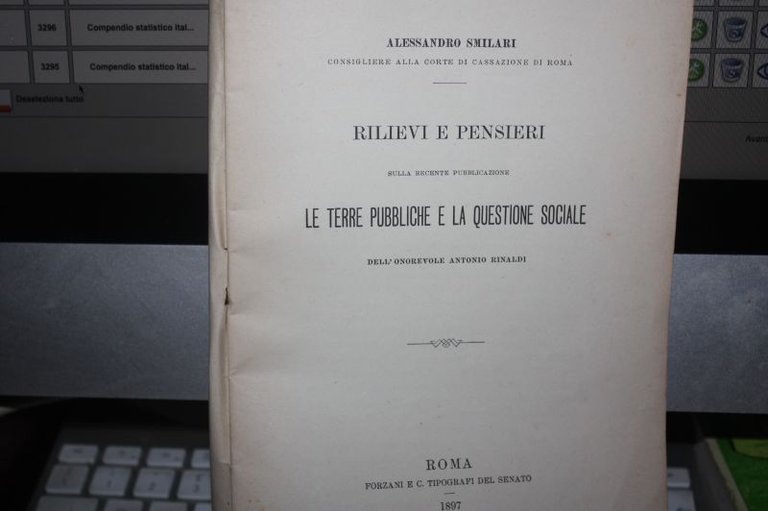 3296 Compendio statistico ital...
3295 Compendio statistico ital...
Deseleziona tutto
ALESSANDRO SMILARI
CONSIGLIERE ALLA CORTE DI CASSAZIONE DI ROMA
RILIEVI E PENSIERI
SULLA RECENTE PUBBLICAZIONE
LE TERRE PUBBLICHE E LA QUESTIONE SOCIALE
DELL'ONOREVOLE ANTONIO RINALDI
ROMA
FORZANI E C. TIPOGRAFI DEL SENATO
1897
Avant